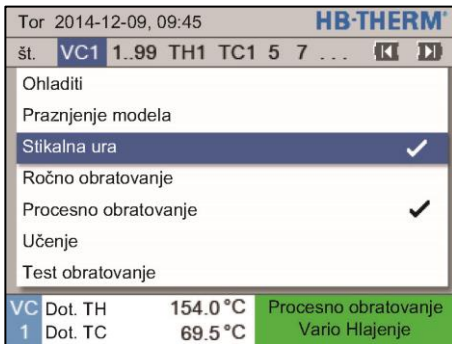 Tor 2014-12-09, 09:45 HB-THERM®
št. VC1 1..99 TH1 TC1 5 7 ...
Ohladiti
Praznjenje modela
Stikalna ura
Ročno obratovanje
Procesno obratovanje
Učenje
Test obratovanje
VC Dot. TH 154.0 °C Procesno obratovanje
1 Dot. TC 69.5 °C Vario Hlajenje